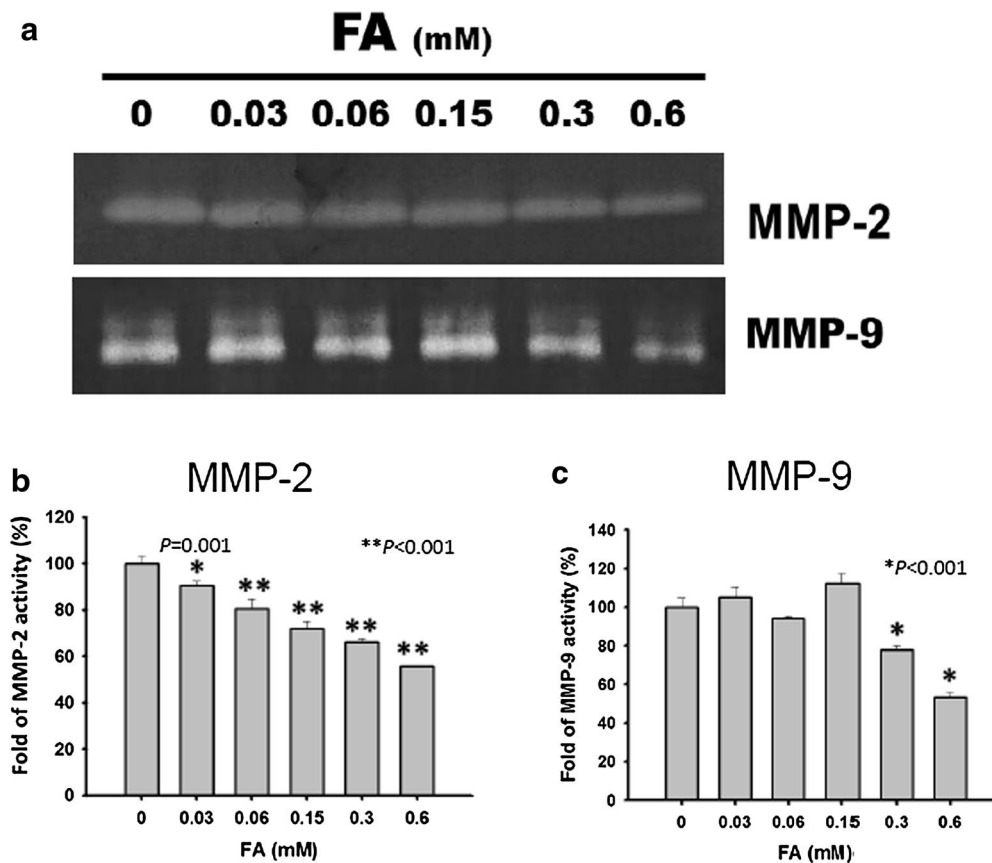 a
FA (mM)
0 0.03 0.06 0.15 0.3 0.6
MMP-2
MMP-9
b
MMP-2
Fold of MMP-2 activity (%)
120
100
80
60
40
20
0
P=0.001
**P<0.001
*
**
**
**
**
0 0.03 0.06 0.15 0.3 0.6
FA (mM)
c
MMP-9
Fold of MMP-9 activity (%)
140
120
100
80
60
40
20
0
*P<0.001
*
*
0 0.03 0.06 0.15 0.3 0.6
FA (mM)